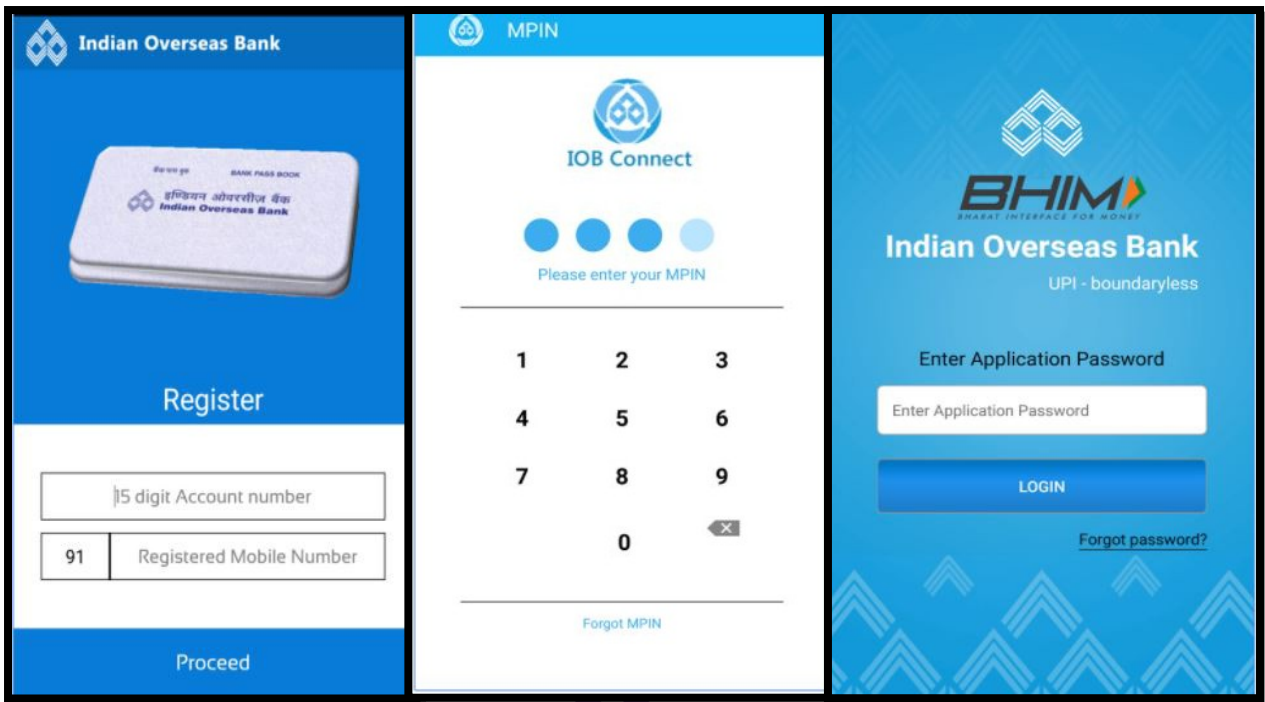 Indian Overseas Bank
बैंक पास बुक BANK PASS BOOK
इण्डियन ओवरसीज़ बैंक
Indian Overseas Bank
Register
15 digit Account number
91 Registered Mobile Number
Proceed
MPIN
IOB Connect
Please enter your MPIN
1 2 3
4 5 6
7 8 9
0
Forgot MPIN
BHIM
BHARAT INTERFACE FOR MONEY
Indian Overseas Bank
UPI - boundaryless
Enter Application Password
Enter Application Password
LOGIN
Forgot password?